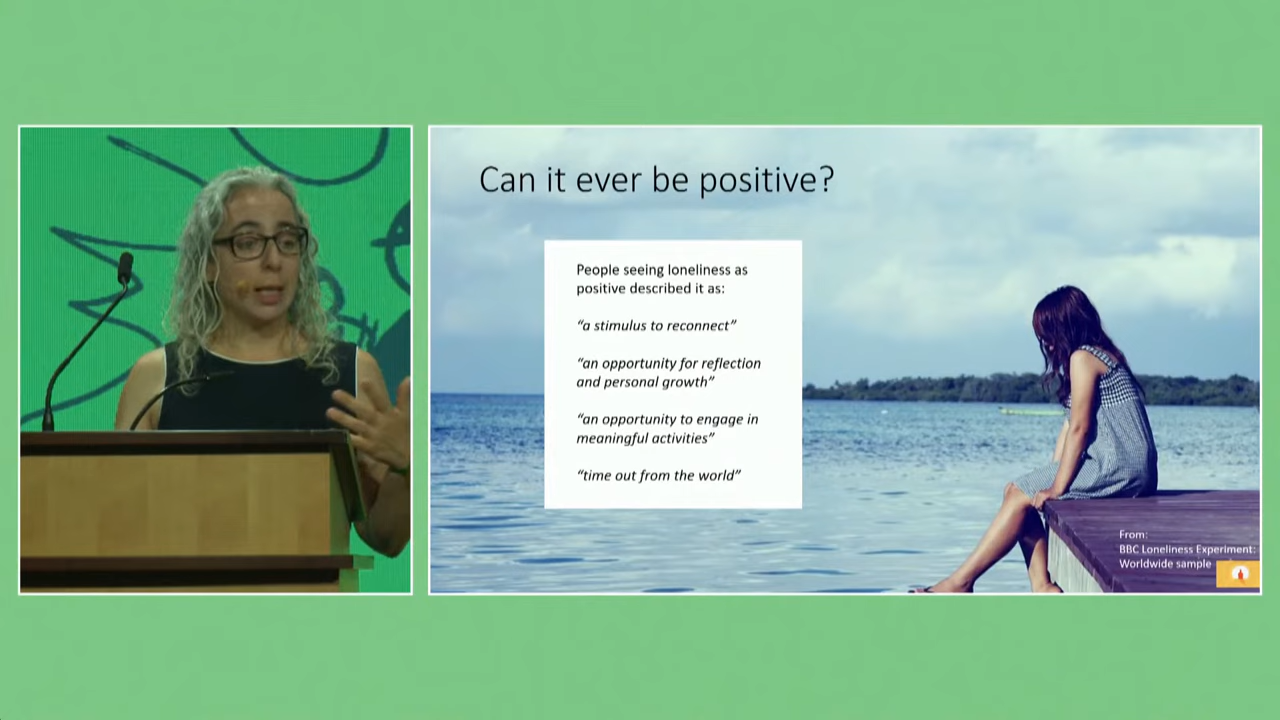 Can it ever be positive?
People seeing loneliness as
positive described it as:
“a stimulus to reconnect”
“an opportunity for reflection
and personal growth”
“an opportunity to engage in
meaningful activities”
“time out from the world”
From:
BBC Loneliness Experiment:
Worldwide sample